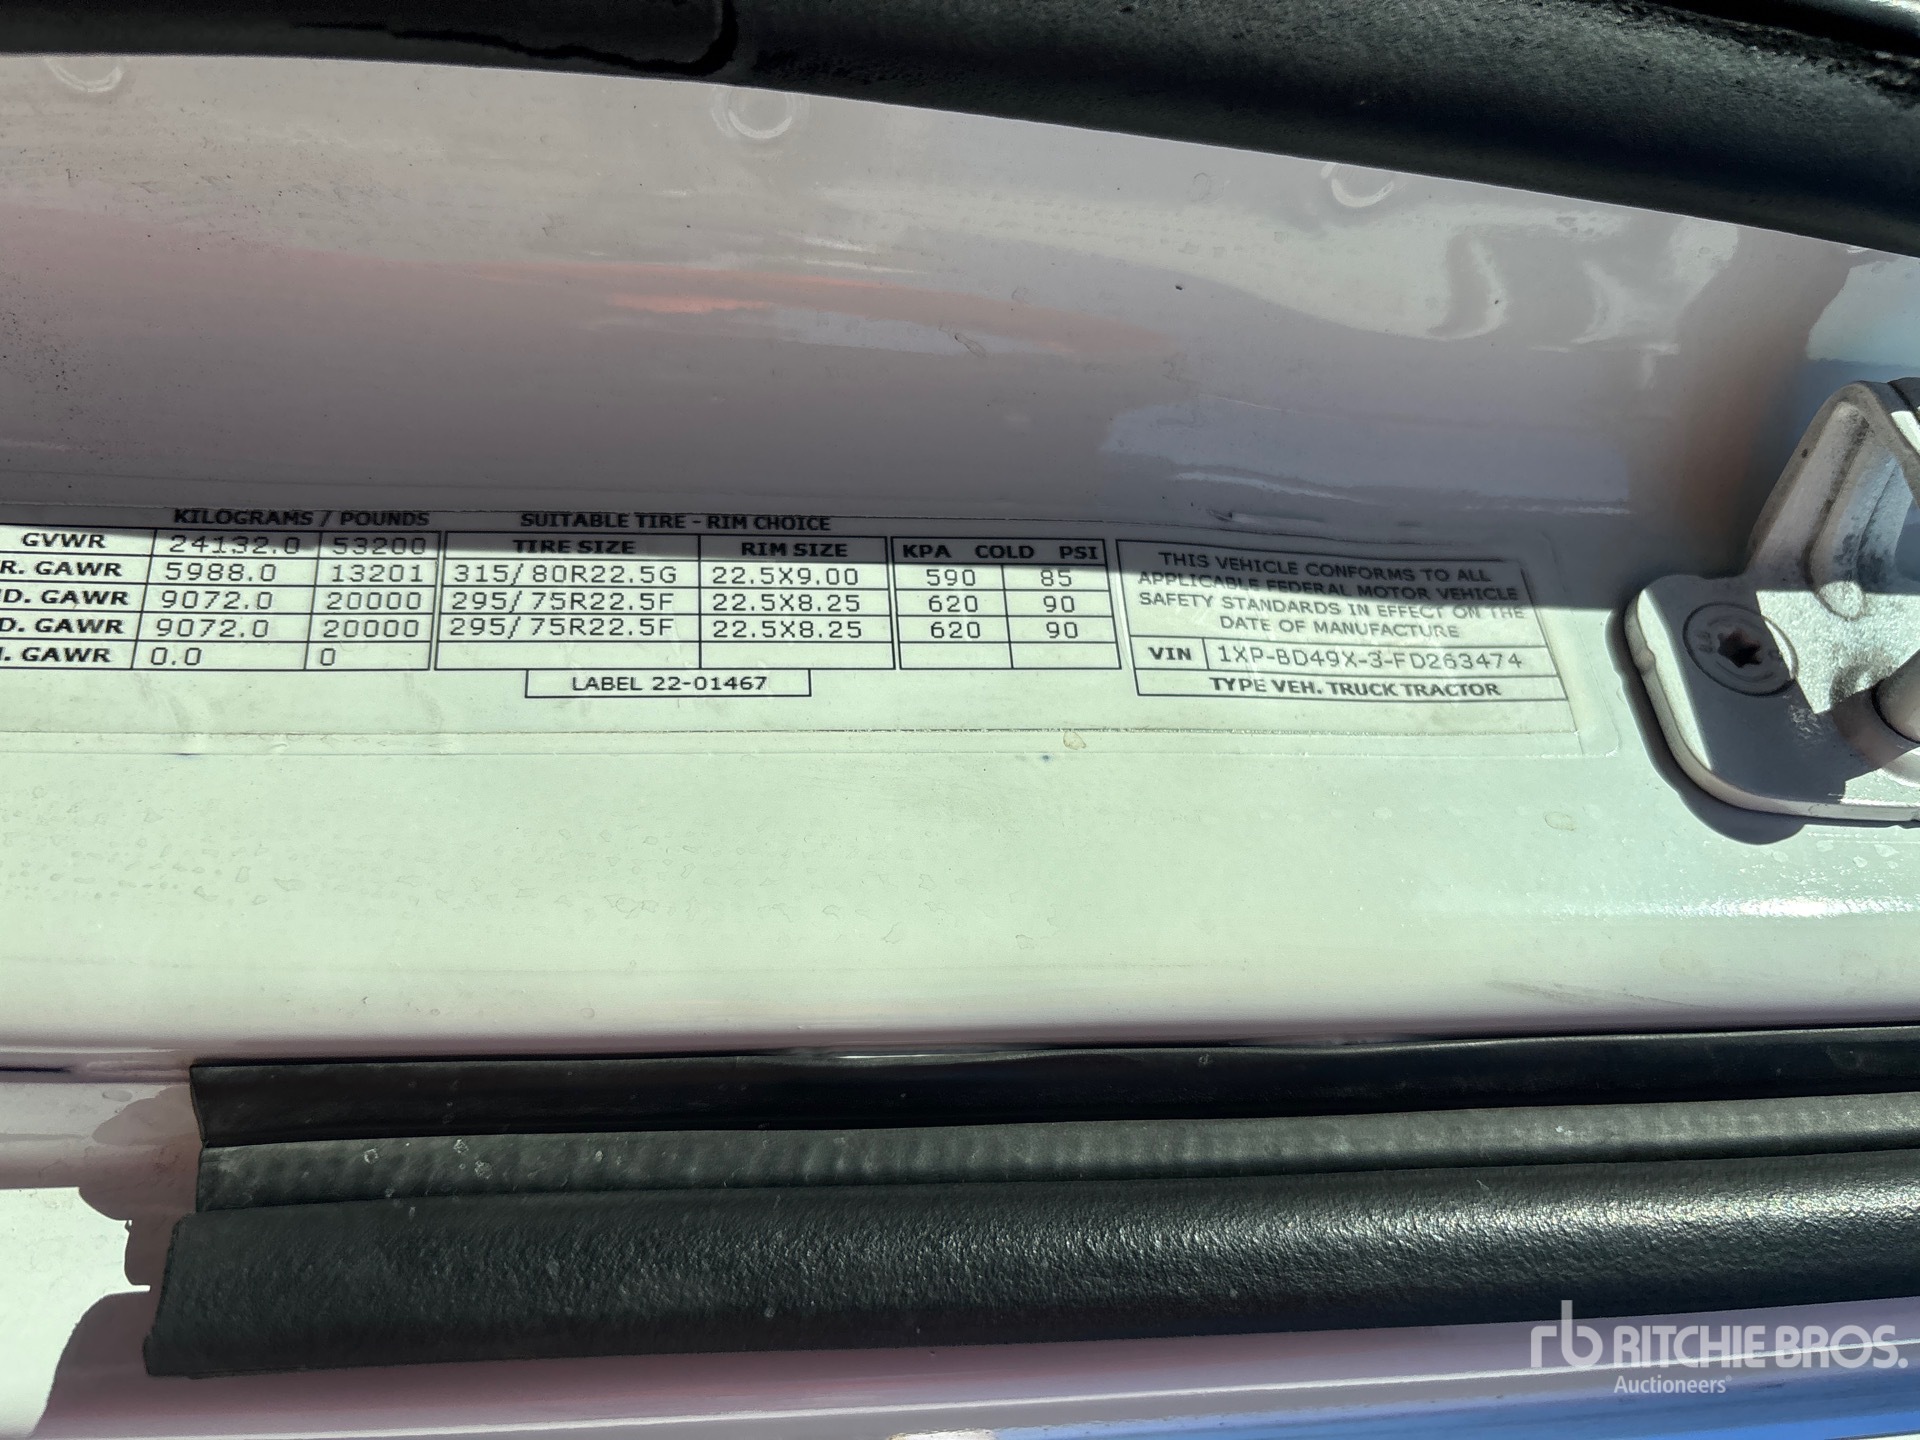 KILOGRAMS / POUNDS SUITABLE TIRE - RIM CHOICE
GVWR 24132.0 53200 TIRE SIZE RIM SIZE KPA COLD PSI
R. GAWR 5988.0 13201 315/80R22.5G 22.5X9.00 590 85
D. GAWR 9072.0 20000 295/75R22.5F 22.5X8.25 620 90
D. GAWR 9072.0 20000 295/75R22.5F 22.5X8.25 620 90
. GAWR 0.0 0
LABEL 22-01467
THIS VEHICLE CONFORMS TO ALL
APPLICABLE FEDERAL MOTOR VEHICLE
SAFETY STANDARDS IN EFFECT ON THE
DATE OF MANUFACTURE
VIN 1XP-BD49X-3-FD263474
TYPE VEH. TRUCK TRACTOR
rb RITCHIE BROS.
Auctioneers